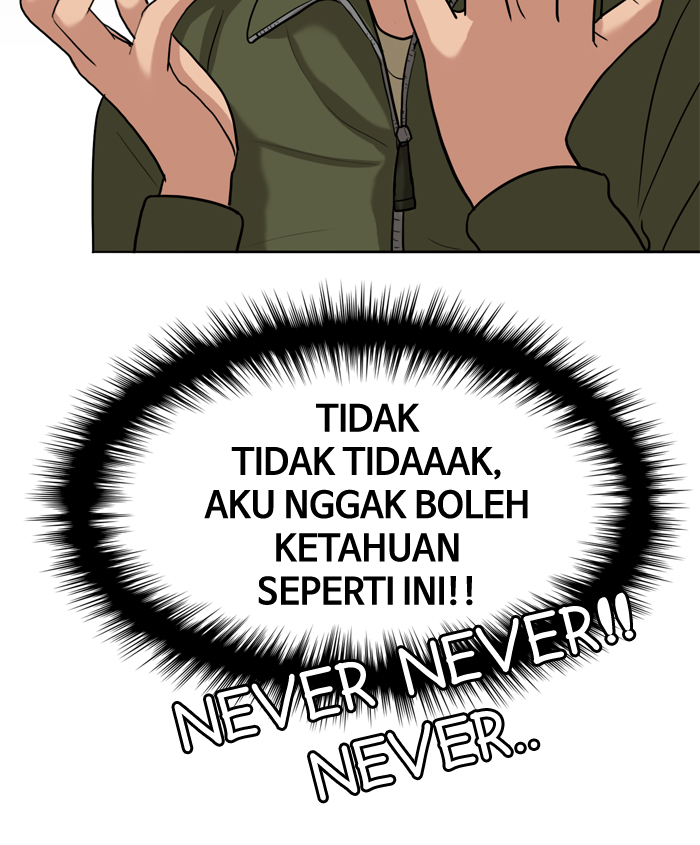 TIDAK
TIDAK TIDAAAK,
AKU NGGAK BOLEH
KETAHUAN
SEPERTI INI!!
NEVER NEVER!!
NEVER..